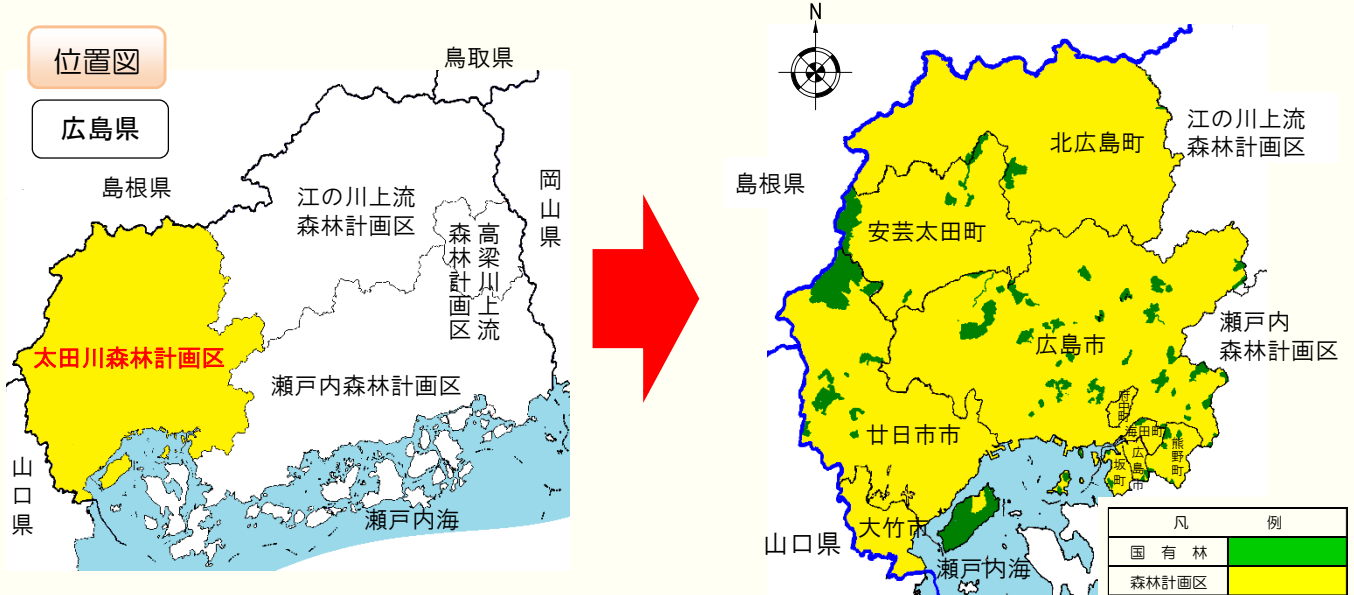 位置図
広島県
鳥取県
島根県
岡山県
江の川上流
森林計画区
高梁川上流
森林計画区
太田川森林計画区
瀬戸内森林計画区
山口県
瀬戸内海
N
島根県
北広島町
江の川上流
森林計画区
安芸太田町
広島市
瀬戸内
森林計画区
府中町
海田町
熊野町
広島市
坂町
廿日市市
大竹市
山口県
瀬戸内海
凡 例
国 有 林
森林計画区